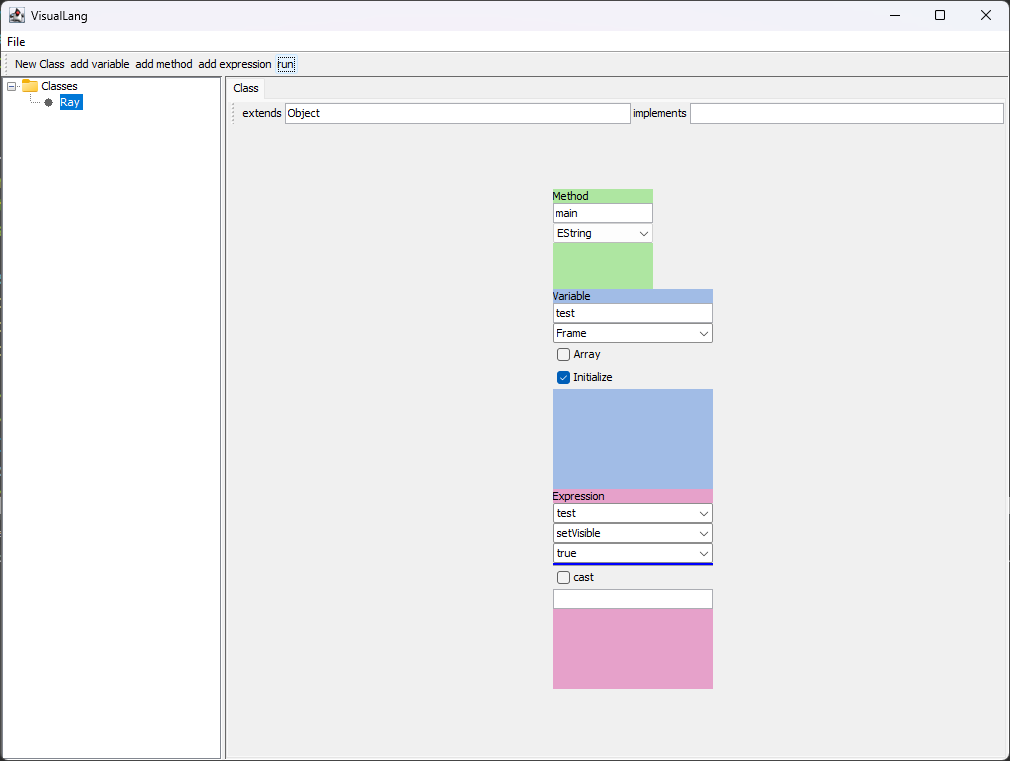 VisualLang
File
New Class add variable add method add expression run
Classes
Ray
Class
extends Object implements
Method
main
EString
Variable
test
Frame
Array
Initialize
Expression
test
setVisible
true
cast